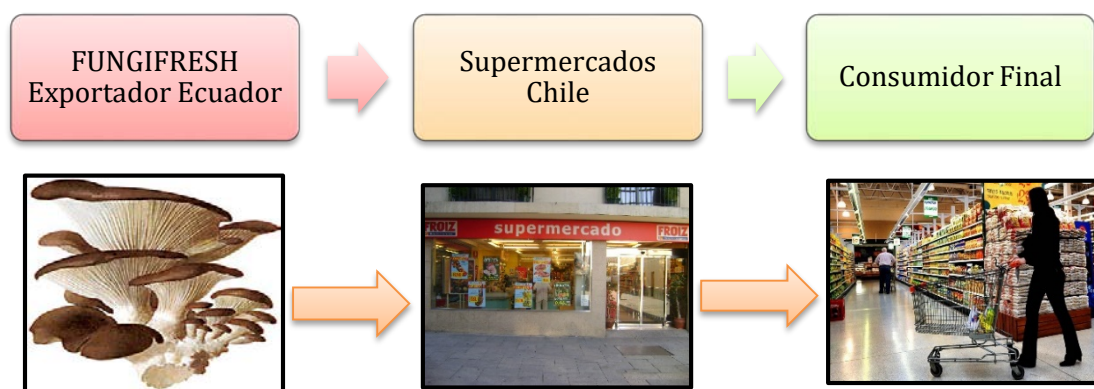 FUNGIFRESH
Exportador Ecuador
Supermercados
Chile
Consumidor Final
FROIZ
supermercado
FROIZ